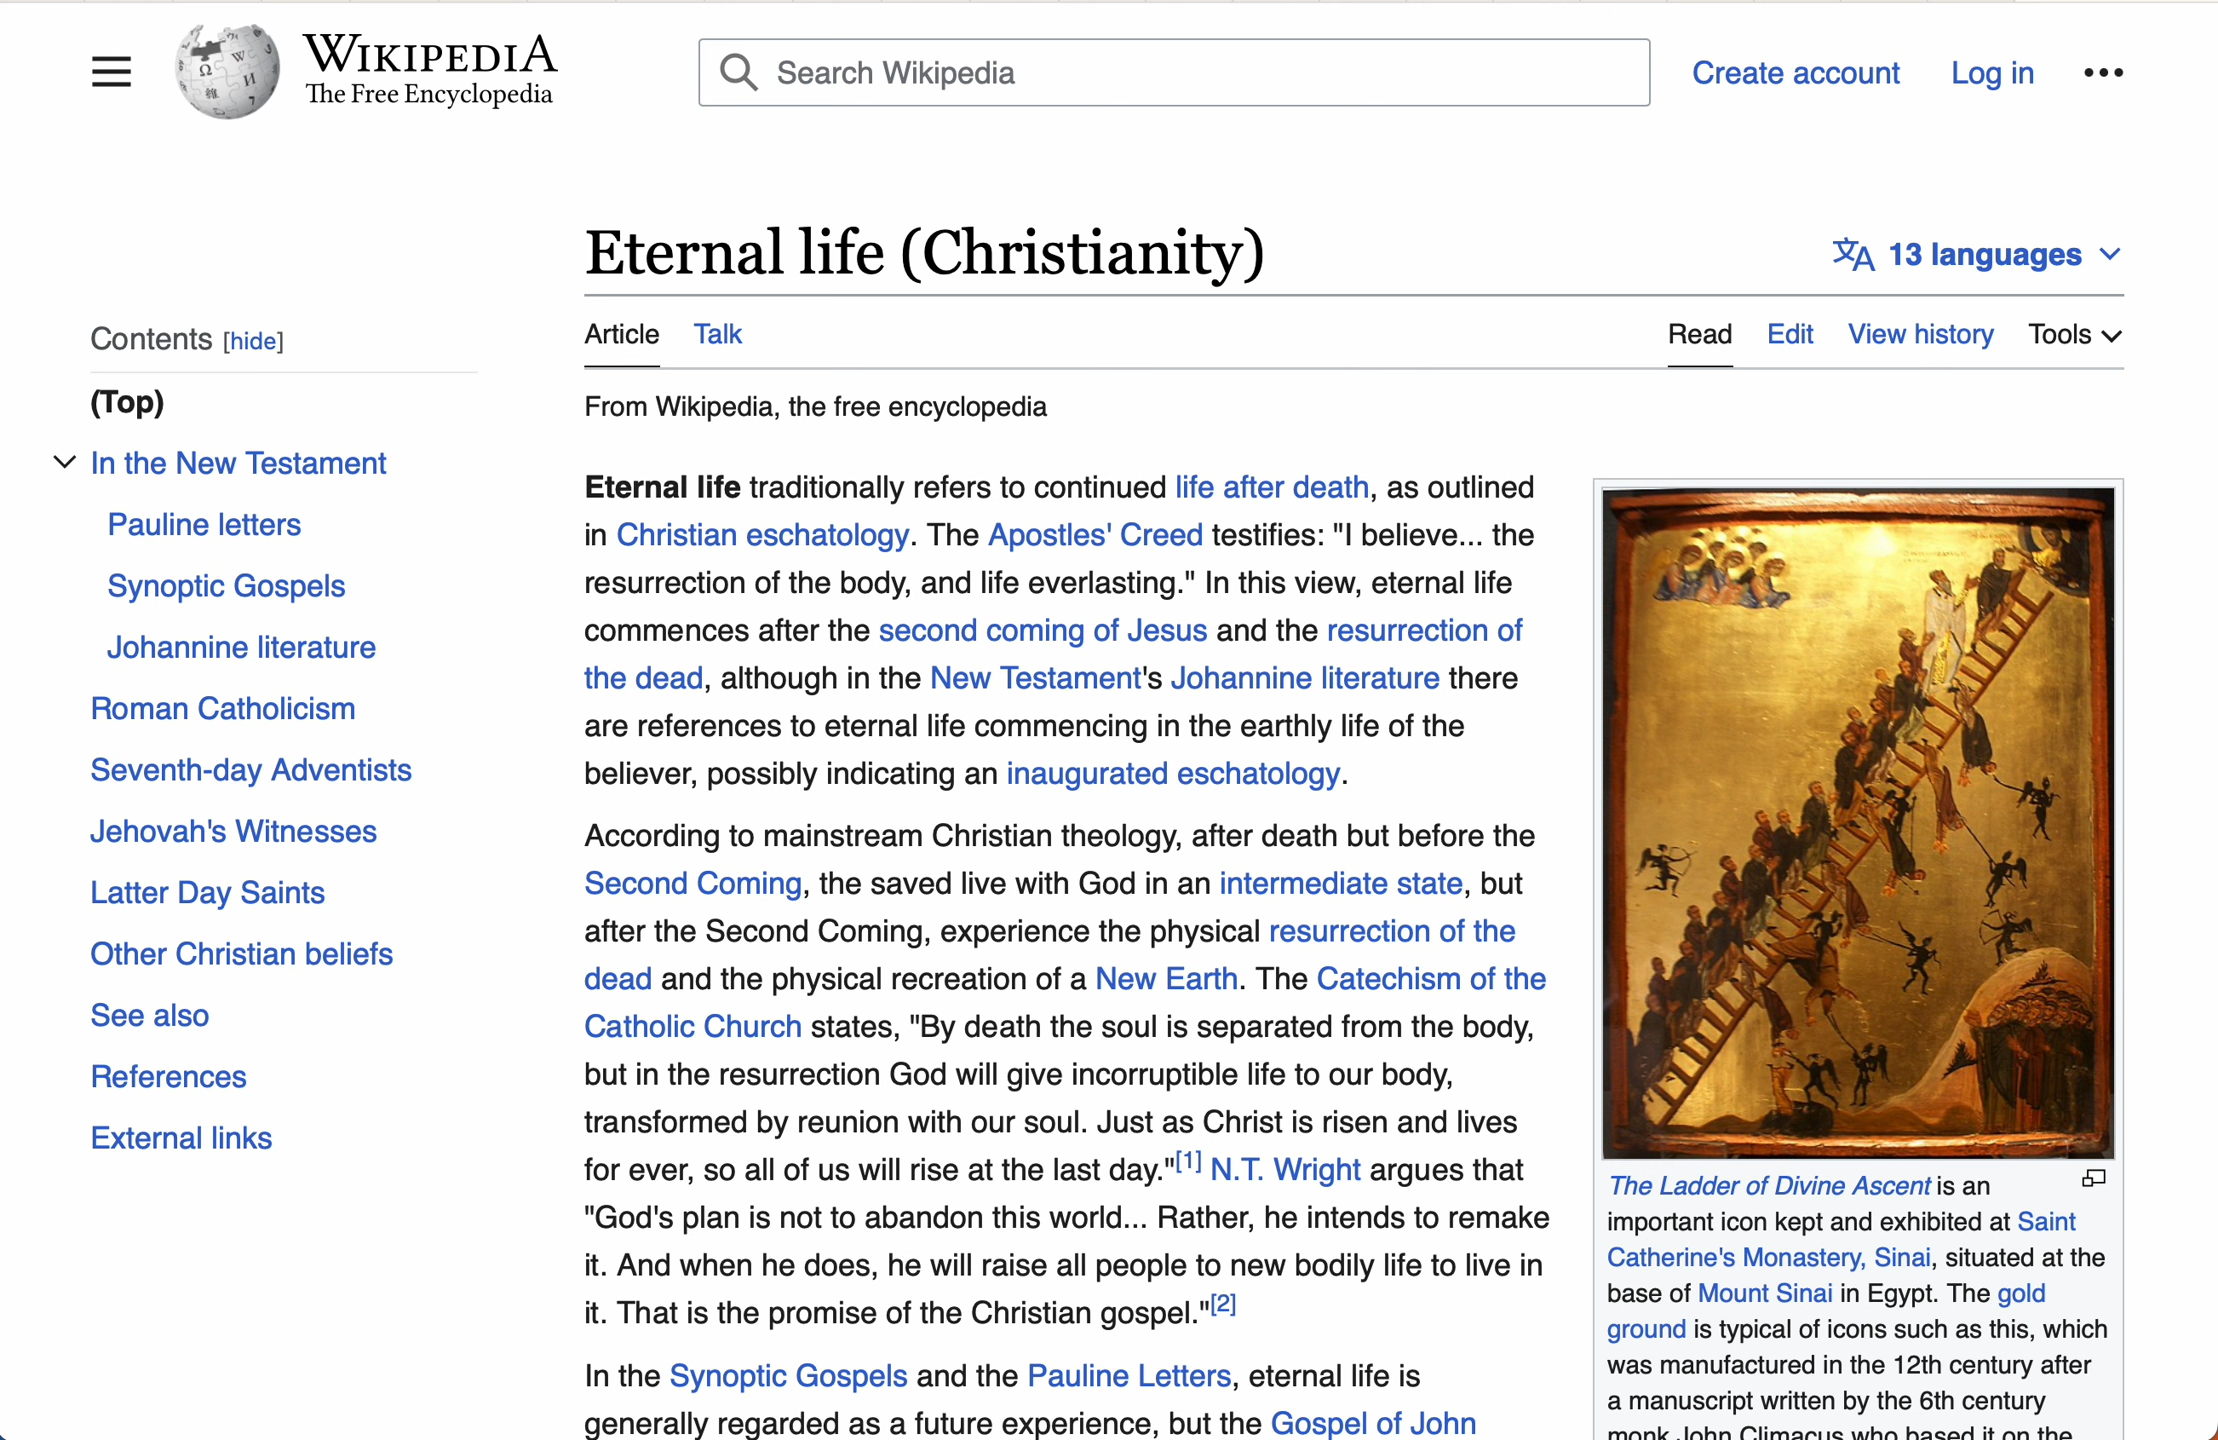 WIKIPEDIA
The Free Encyclopedia
Search Wikipedia
Create account
Log in
Contents [hide]
(Top)
In the New Testament
Pauline letters
Synoptic Gospels
Johannine literature
Roman Catholicism
Seventh-day Adventists
Jehovah's Witnesses
Latter Day Saints
Other Christian beliefs
See also
References
External links
Eternal life (Christianity)
13 languages
Article Talk
Read Edit View history Tools
From Wikipedia, the free encyclopedia
Eternal life traditionally refers to continued life after death, as outlined
in Christian eschatology. The Apostles' Creed testifies: "I believe... the
resurrection of the body, and life everlasting." In this view, eternal life
commences after the second coming of Jesus and the resurrection of
the dead, although in the New Testament's Johannine literature there
are references to eternal life commencing in the earthly life of the
believer, possibly indicating an inaugurated eschatology.
According to mainstream Christian theology, after death but before the
Second Coming, the saved live with God in an intermediate state, but
after the Second Coming, experience the physical resurrection of the
dead and the physical recreation of a New Earth. The Catechism of the
Catholic Church states, "By death the soul is separated from the body,
but in the resurrection God will give incorruptible life to our body,
transformed by reunion with our soul. Just as Christ is risen and lives
for ever, so all of us will rise at the last day."[1] N.T. Wright argues that
"God's plan is not to abandon this world... Rather, he intends to remake
it. And when he does, he will raise all people to new bodily life to live in
it. That is the promise of the Christian gospel."[2]
In the Synoptic Gospels and the Pauline Letters, eternal life is
generally regarded as a future experience, but the Gospel of John
The Ladder of Divine Ascent is an
important icon kept and exhibited at Saint
Catherine's Monastery, Sinai, situated at the
base of Mount Sinai in Egypt. The gold
ground is typical of icons such as this, which
was manufactured in the 12th century after
a manuscript written by the 6th century
monk John Climacus who based it on the